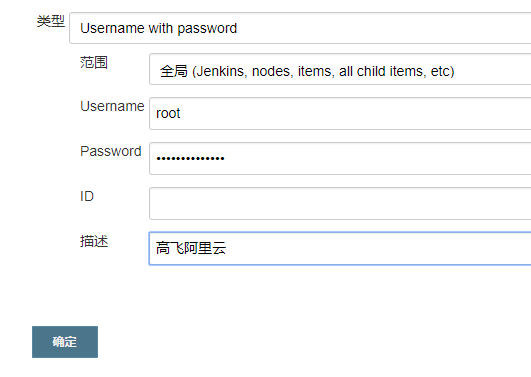 类型 Username with password
范围 全局 (Jenkins, nodes, items, all child items, etc)
Username root
Password ••••••••••••••
ID
描述 高飞阿里云
确定